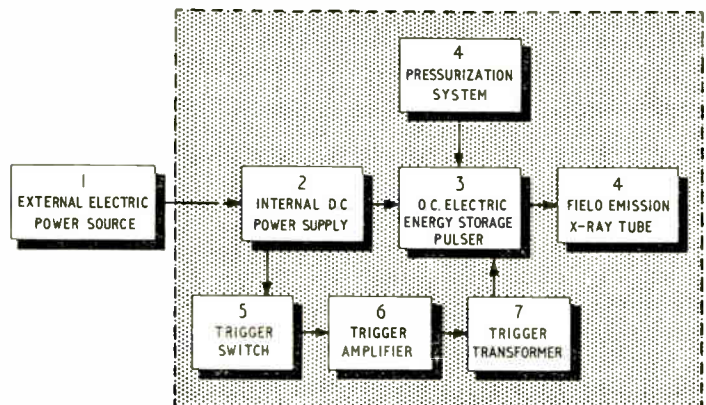 4
PRESSURIZATION
SYSTEM
1
EXTERNAL ELECTRIC
POWER SOURCE
2
INTERNAL DC
POWER SUPPLY
3
O.C. ELECTRIC
ENERGY STORAGE
PULSER
4
FIELD EMISSION
X-RAY TUBE
5
TRIGGER
SWITCH
6
TRIGGER
AMPLIFIER
7
TRIGGER
TRANSFORMER